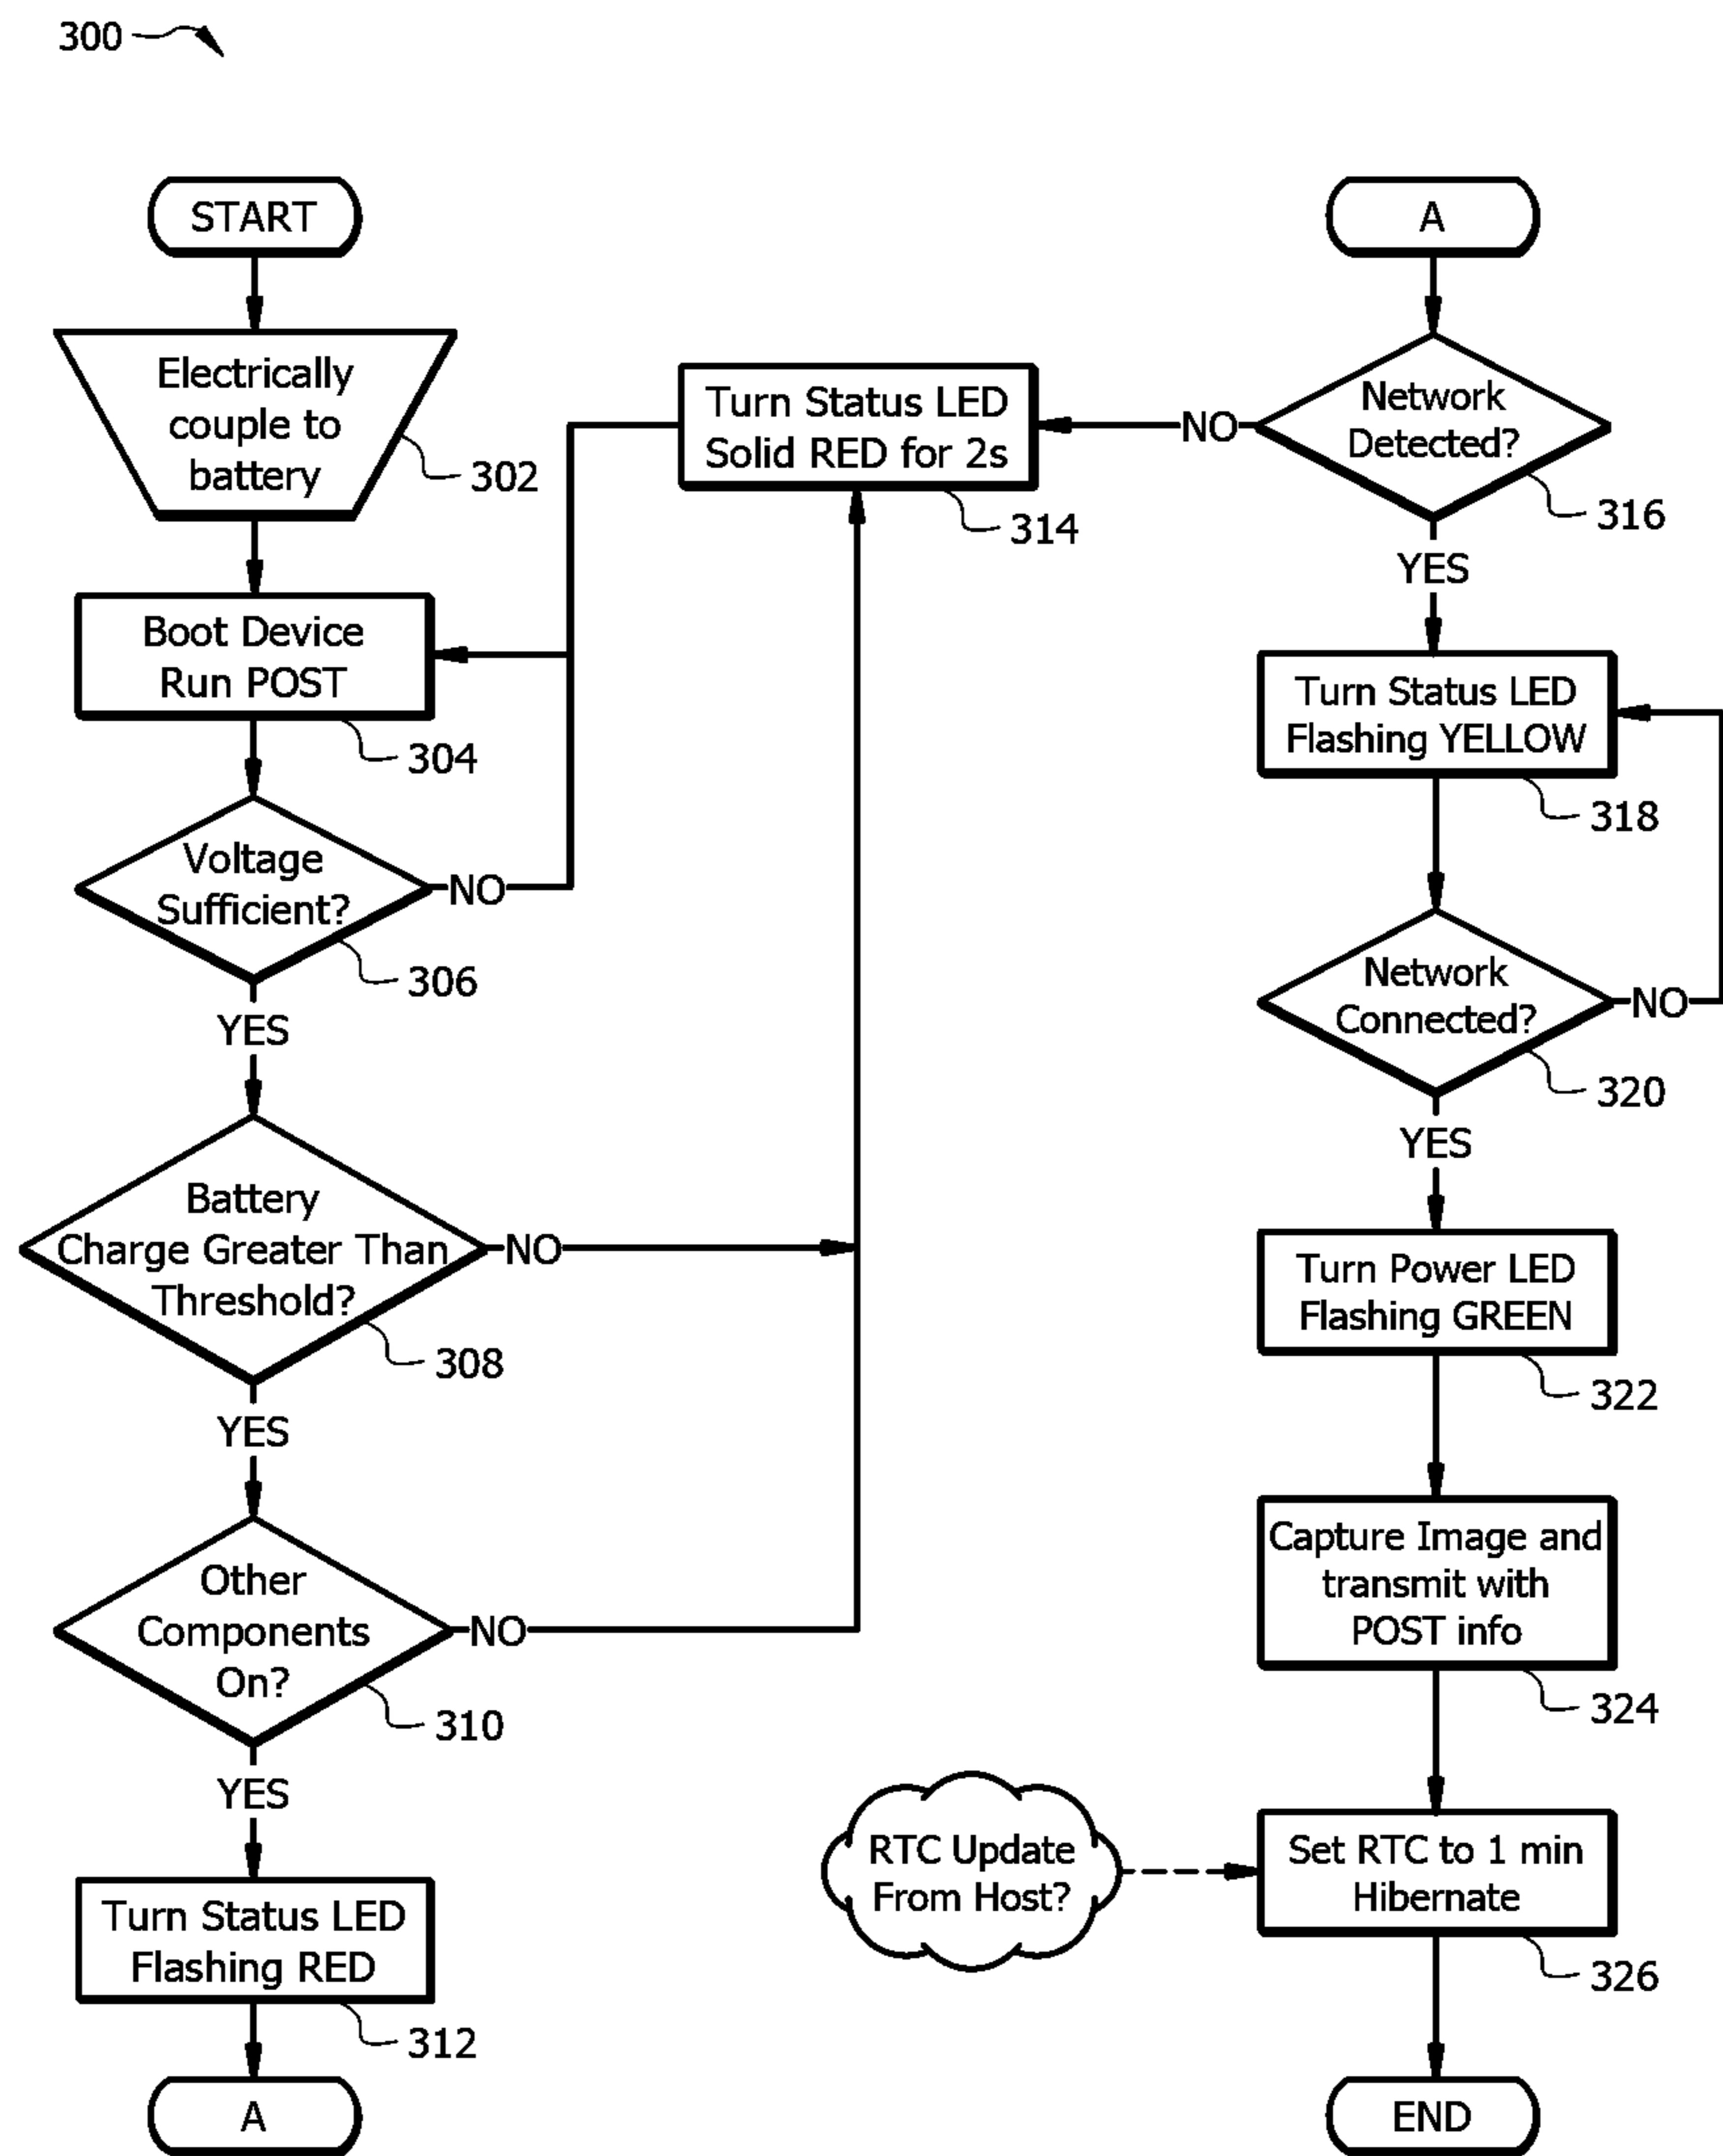 300
START
Electrically
couple to
battery
302
Boot Device
Run POST
304
Voltage
Sufficient?
NO
306
YES
Battery
Charge Greater Than
Threshold?
NO
308
YES
Other
Components
On?
NO
310
YES
Turn Status LED
Flashing RED
312
A
Turn Status LED
Solid RED for 2s
314
A
Network
Detected?
NO
316
YES
Turn Status LED
Flashing YELLOW
318
Network
Connected?
NO
320
YES
Turn Power LED
Flashing GREEN
322
Capture Image and
transmit with
POST info
324
RTC Update
From Host?
Set RTC to 1 min
Hibernate
326
END